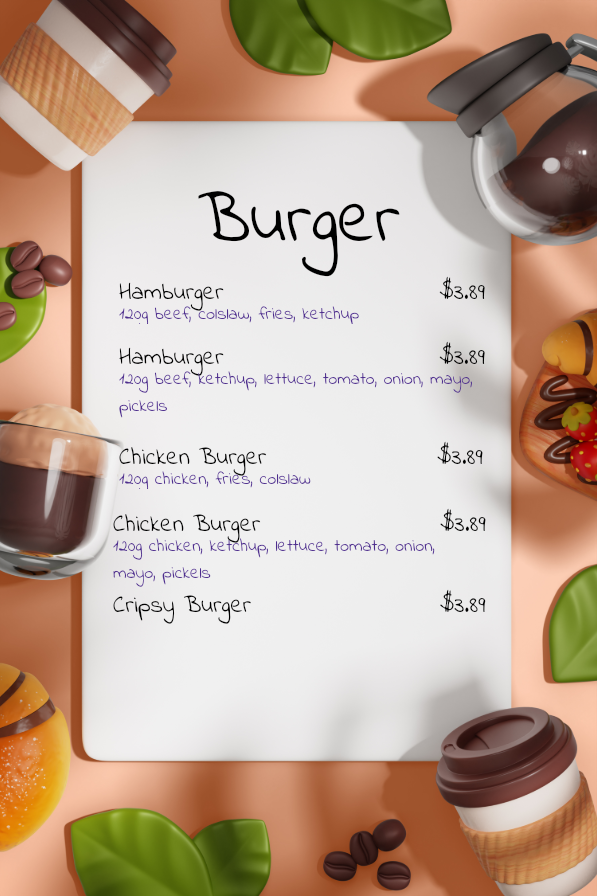 Burger
Hamburger $3.89
120g beef, colslaw, fries, ketchup
Hamburger $3.89
120g beef, ketchup, lettuce, tomato, onion, mayo,
pickels
Chicken Burger $3.89
120g chicken, fries, colslaw
Chicken Burger $3.89
120g chicken, ketchup, lettuce, tomato, onion,
mayo, pickels
Cripsy Burger $3.89